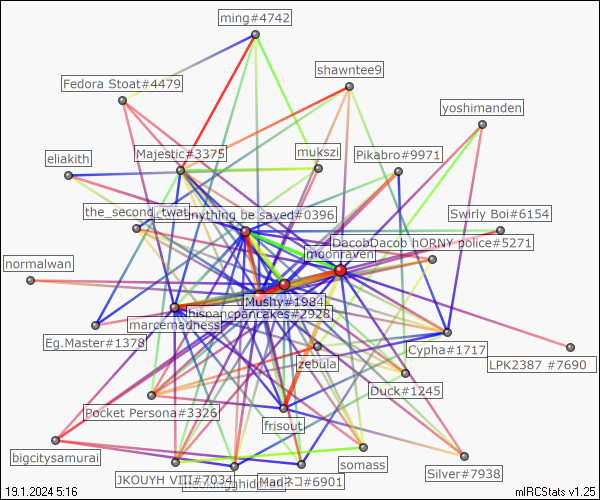 ming#4742
shawntee9
Fedora Stoat#4479
yoshimanden
mukszi
Majestic#3375
Pikabro#9971
eliakith
the_second_twat
anything be saved#0396
Swirly Boi#6154
DacobDacob hORNY police#5271
moonraven
normalwan
Mushy#1984
hispancpancakes#2928
marcemadness
Eg.Master#1378
Cypha#1717
zebula
LPK2387 #7690
Duck#1245
Pocket Persona#3326
frisout
bigcitysamurai
somass
Silver#7938
JKOUYH VIII#7034
Madネコ#6901
19.1.2024 5:16
mIRCStats v1.25